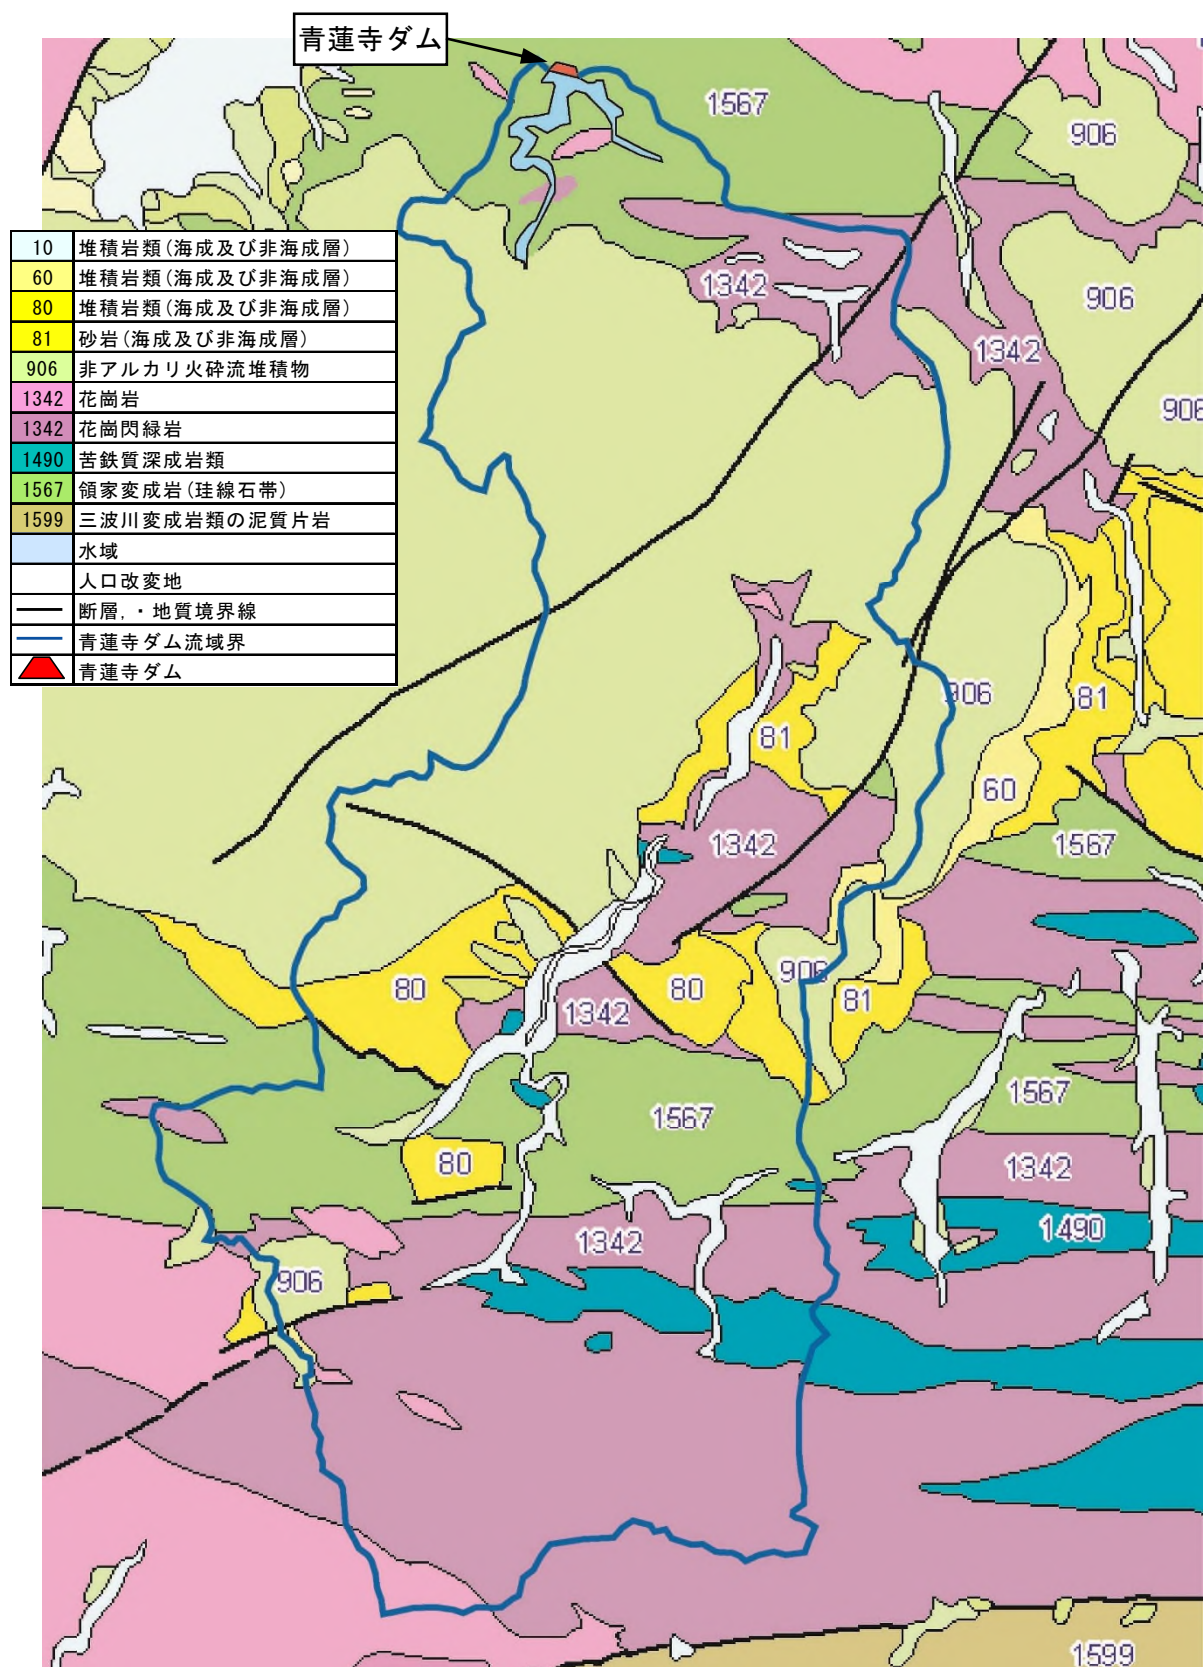 青蓮寺ダム
1567
906
10 堆積岩類(海成及び非海成層)
60 堆積岩類(海成及び非海成層)
80 堆積岩類(海成及び非海成層)
81 砂岩(海成及び非海成層)
906 非アルカリ火砕流堆積物
1342 花崗岩
1342 花崗閃緑岩
1490 苦鉄質深成岩類
1567 領家変成岩(珪線石帯)
1599 三波川変成岩類の泥質片岩
水域
人口改変地
断層,・地質境界線
青蓮寺ダム流域界
青蓮寺ダム
1342
906
1342
906
906
81
81
60
1342
1567
906
80
80
81
1342
1567
1567
80
1342
1342
1490
906
1599